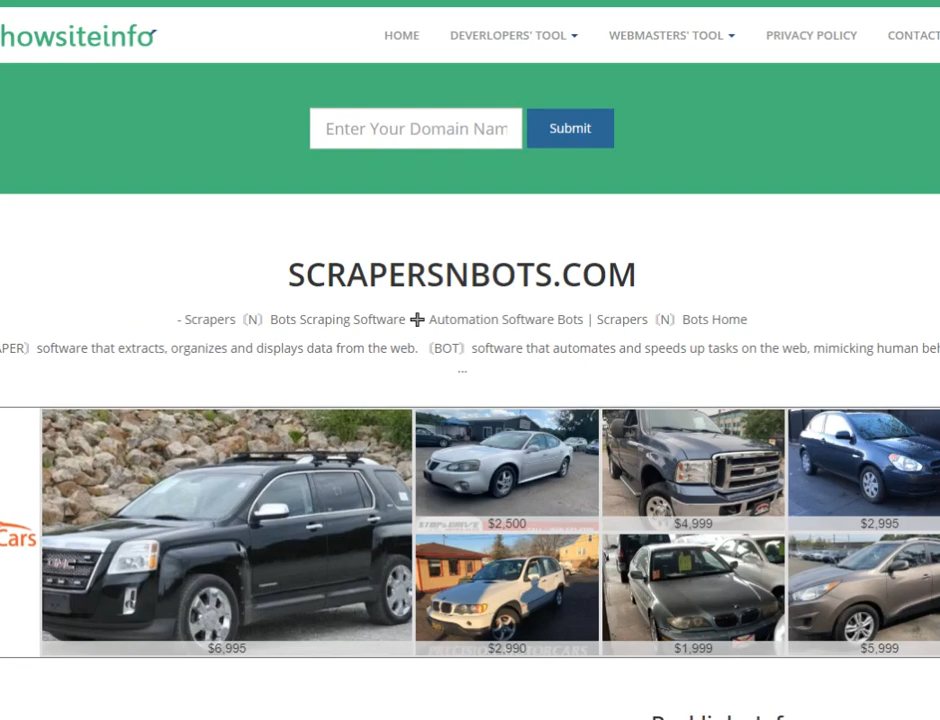 howsiteinfo
HOME DEVERLOPERS' TOOL WEBMASTERS' TOOL PRIVACY POLICY CONTACT
Enter Your Domain Nam
Submit
SCRAPERSNBOTS.COM
- Scrapers 〔N〕 Bots Scraping Software ➕ Automation Software Bots | Scrapers 〔N〕 Bots Home
APER〕 software that extracts, organizes and displays data from the web. 〔BOT〕 software that automates and speeds up tasks on the web, mimicking human beh
...
Cars
GMC
$6,995
$2,500
$4,999
$2,995
$2,990
$1,999
$5,999